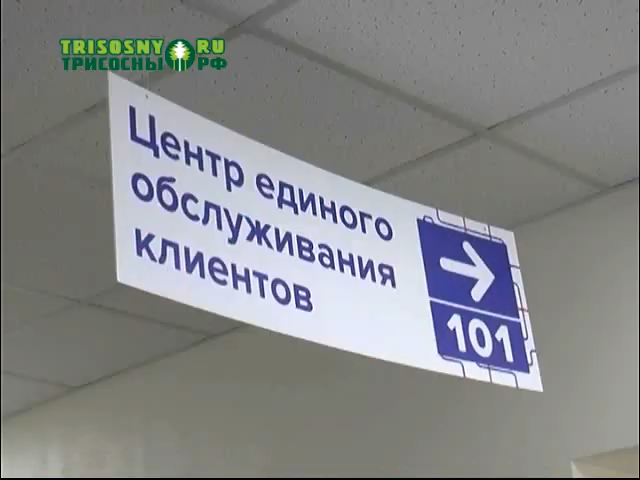 TRISOSNY.RU
ТРИСОСНЫ.РФ
Центр единого
обслуживания
клиентов
101